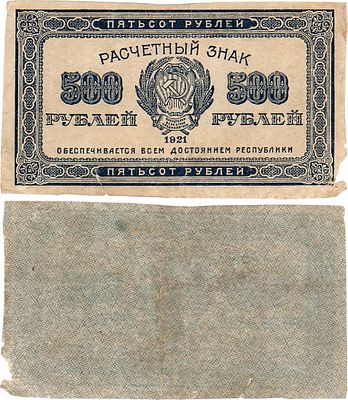 ПЯТЬСОТ РУБЛЕЙ
РАСЧЕТНЫЙ ЗНАК
500 500
РУБЛЕЙ РУБЛЕЙ
1921
ОБЕСПЕЧИВАЕТСЯ ВСЕМ ДОСТОЯНИЕМ РЕСПУБЛИКИ
ПЯТЬСОТ РУБЛЕЙ